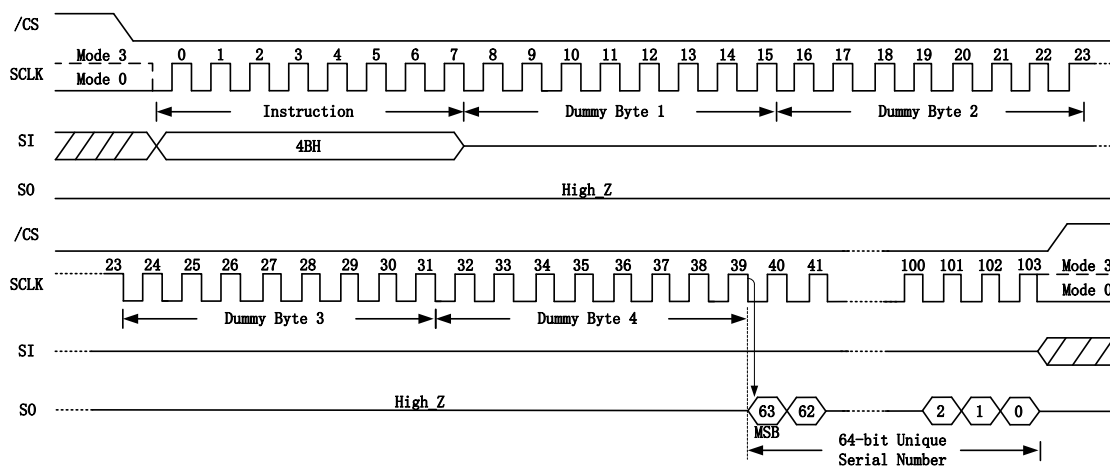 /CS
Mode 3 0 1 2 3 4 5 6 7 8 9 10 11 12 13 14 15 16 17 18 19 20 21 22 23
SCLK
Mode 0
Instruction Dummy Byte 1 Dummy Byte 2
SI 4BH
SO High_Z
/CS
23 24 25 26 27 28 29 30 31 32 33 34 35 36 37 38 39 40 41 100 101 102 103 Mode 3
SCLK
Mode 0
Dummy Byte 3 Dummy Byte 4
SI
SO High_Z 63 62 2 1 0
MSB
64-bit Unique
Serial Number